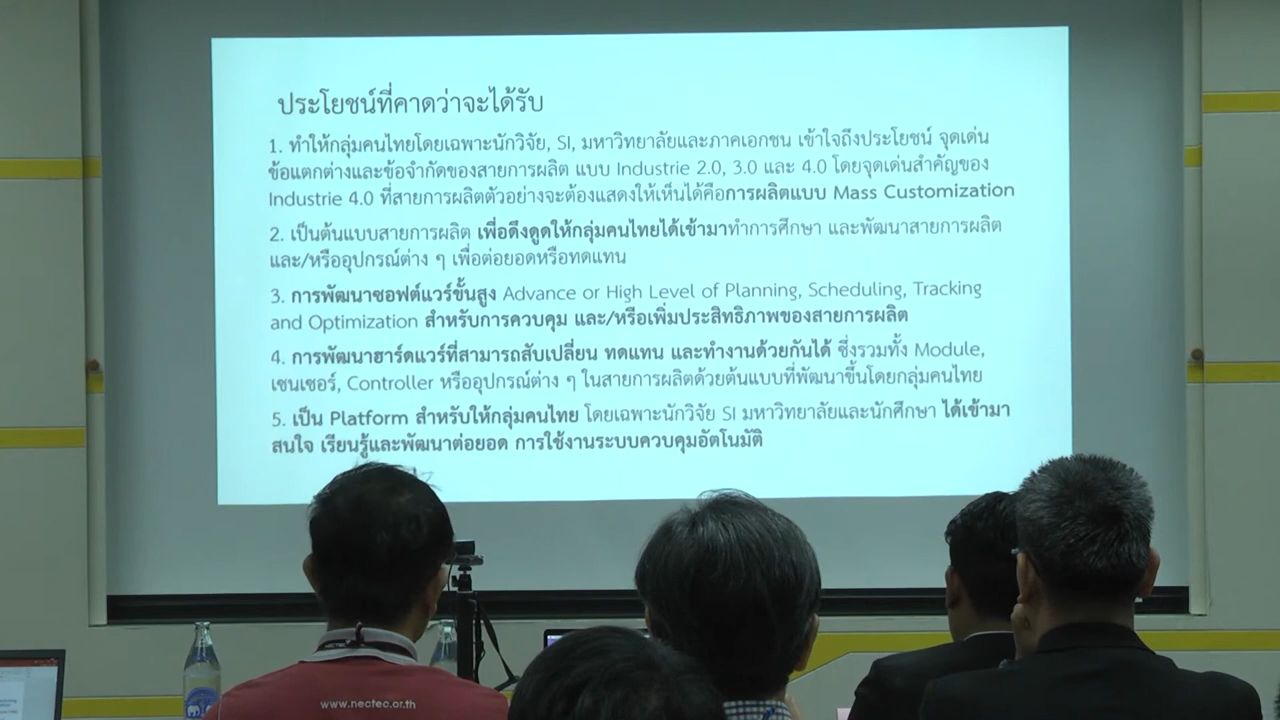 ประโยชน์ที่คาดว่าจะได้รับ
1. ทำให้กลุ่มคนไทยโดยเฉพาะนักวิจัย, SI, มหาวิทยาลัยและภาคเอกชน เข้าใจถึงประโยชน์ จุดเด่น
ข้อแตกต่างและข้อจำกัดของสายการผลิต แบบ Industrie 2.0, 3.0 และ 4.0 โดยจุดเด่นสำคัญของ
Industrie 4.0 ที่สายการผลิตตัวอย่างจะต้องแสดงให้เห็นได้คือการผลิตแบบ Mass Customization
2. เป็นต้นแบบสายการผลิต เพื่อดึงดูดให้กลุ่มคนไทยได้เข้ามาทำการศึกษา และพัฒนาสายการผลิต
และ/หรืออุปกรณ์ต่าง ๆ เพื่อต่อยอดหรือทดแทน
3. การพัฒนาซอฟต์แวร์ขั้นสูง Advance or High Level of Planning, Scheduling, Tracking
and Optimization สำหรับการควบคุม และ/หรือเพิ่มประสิทธิภาพของสายการผลิต
4. การพัฒนาฮาร์ดแวร์ที่สามารถสับเปลี่ยน ทดแทน และทำงานด้วยกันได้ ซึ่งรวมทั้ง Module,
เซนเซอร์, Controller หรืออุปกรณ์ต่าง ๆ ในสายการผลิตด้วยต้นแบบที่พัฒนาขึ้นโดยกลุ่มคนไทย
5. เป็น Platform สำหรับให้กลุ่มคนไทย โดยเฉพาะนักวิจัย SI มหาวิทยาลัยและนักศึกษา ได้เข้ามา
สนใจ เรียนรู้และพัฒนาต่อยอด การใช้งานระบบควบคุมอัตโนมัติ
www.nectec.or.th